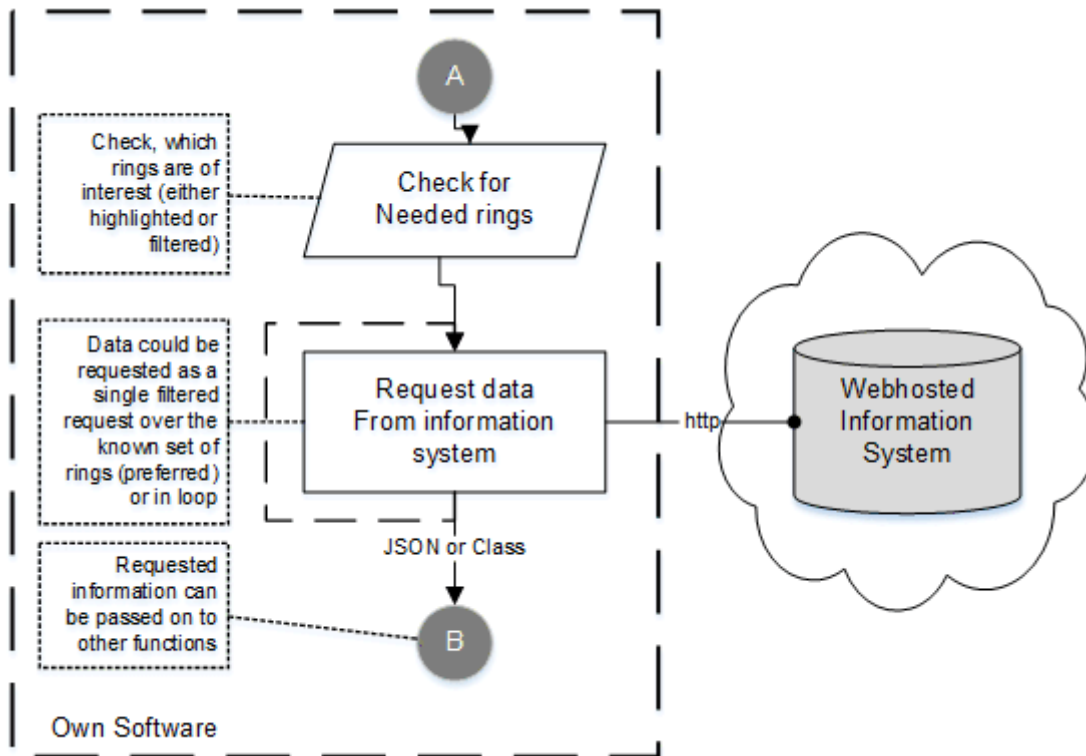 A
Check, which
rings are of
interest (either
highlighted or
filtered)
Check for
Needed rings
Data could be
requested as a
single filtered
request over the
known set of
rings (preferred)
or in loop
Request data
From information
system
http
Webhosted
Information
System
JSON or Class
Requested
information can
be passed on to
other functions
B
Own Software